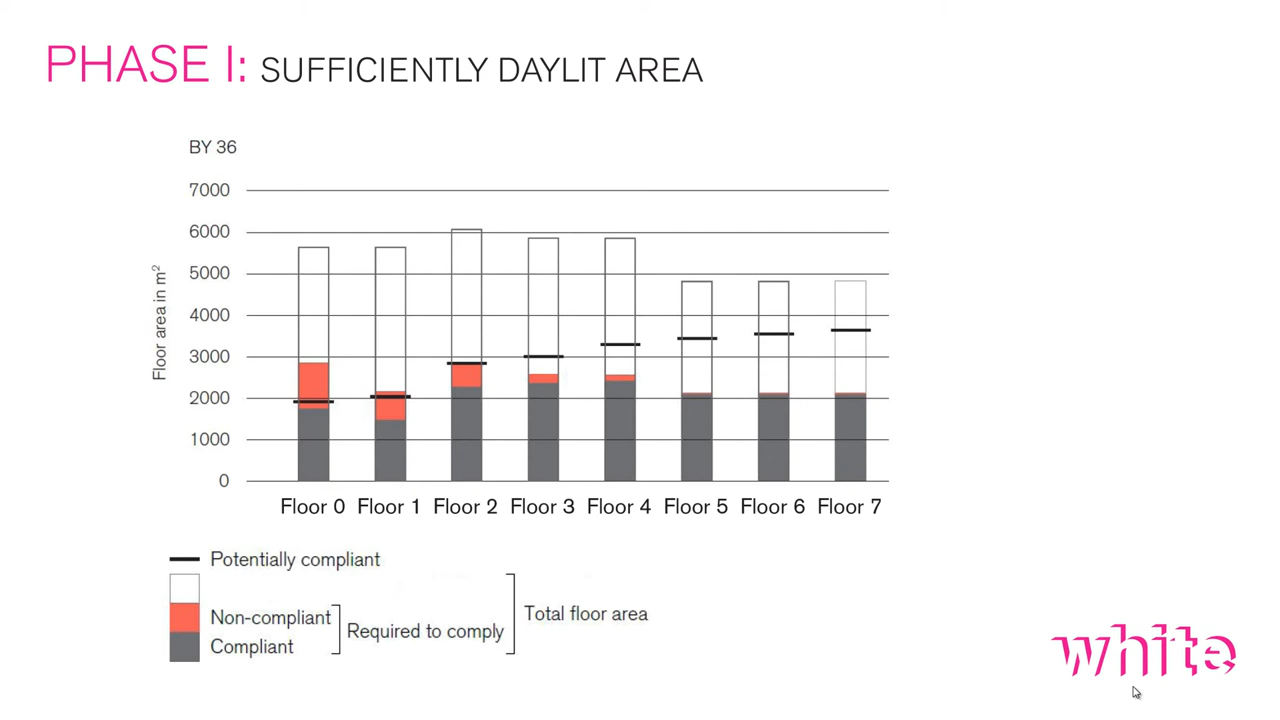 PHASE I: SUFFICIENTLY DAYLIT AREA
BY 36
7000
6000
5000
4000
3000
2000
1000
0
Floor area in m²
Floor 0 Floor 1 Floor 2 Floor 3 Floor 4 Floor 5 Floor 6 Floor 7
Potentially compliant
Non-compliant
Compliant
Required to comply
Total floor area
white